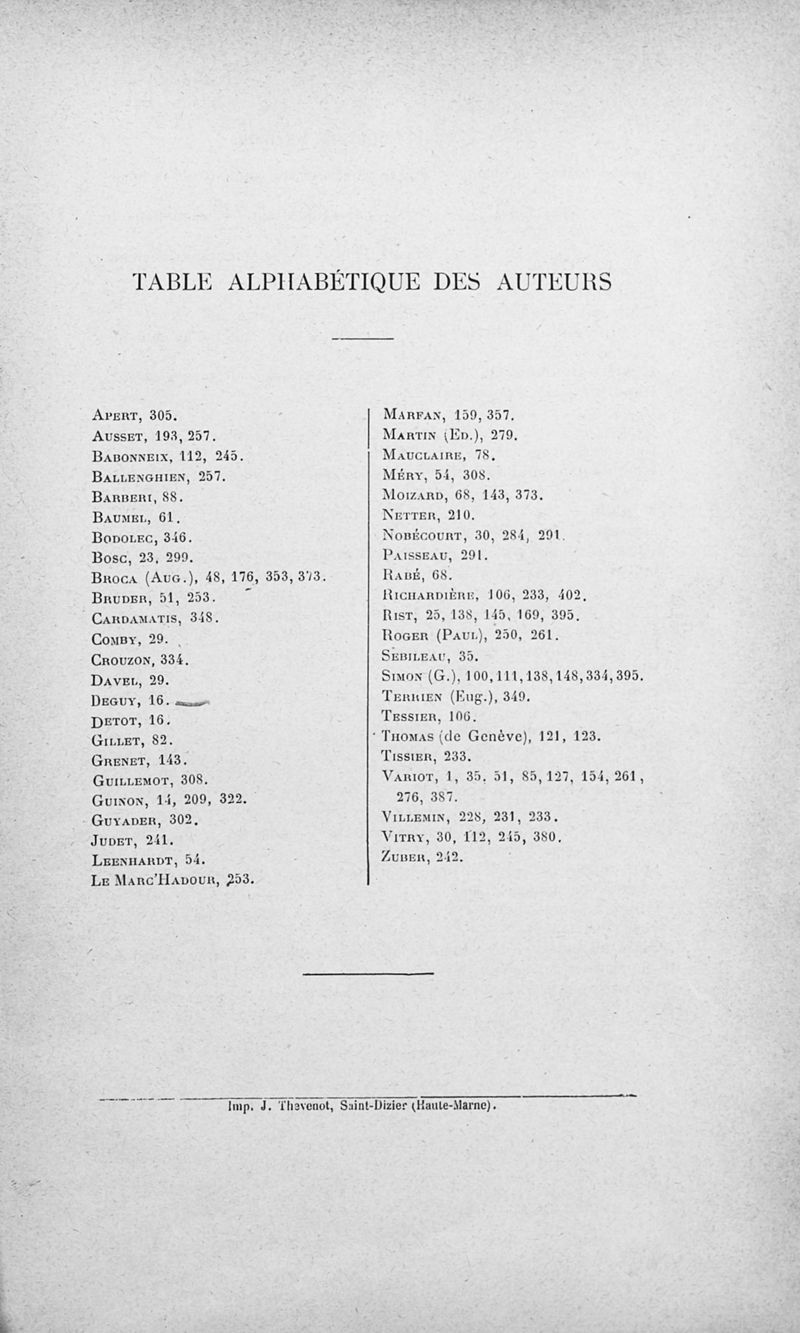 TABLE ALPHABÉTIQUE DES AUTEURS
APERT, 305.
AUSSET, 193, 257.
BABONNEIX, 112, 245.
BALLENGHIEN, 257.
BARBERI, 88.
BAUMEL, 61.
BODOLEC, 346.
BOSC, 23, 299.
BROCA (AUG.), 48, 176, 353, 373.
BRUDER, 51, 253.
CARDAMATIS, 348.
COMBY, 29.
CROUZON, 334.
DAVEL, 29.
DEGUY, 16.
DETOT, 16.
GILLET, 82.
GRENET, 143.
GUILLEMOT, 308.
GUINON, 14, 209, 322.
GUYADER, 302.
JUDET, 241.
LEENHARDT, 54.
LE MARC'HADOUR, 253.
MARFAN, 159, 357.
MARTIN (ED.), 279.
MAUCLAIRE, 78.
MÉRY, 54, 308.
MOIZARD, 68, 143, 373.
NETTER, 210.
NOBÉCOURT, 30, 284, 291.
PAISSEAU, 291.
RABÉ, 68.
RICHARDIÈRE, 106, 233, 402.
RIST, 25, 138, 145, 169, 395.
ROGER (PAUL), 250, 261.
SEBILEAU, 35.
SIMON (G.), 100, 111, 138, 148, 334, 395.
TERRIEN (Eug.), 349.
TESSIER, 106.
THOMAS (de Genève), 121, 123.
TISSIER, 233.
VARIOT, 1, 35. 51, 85, 127, 154, 261,
276, 387.
VILLEMIN, 228, 231, 233.
VITRY, 30, 112, 245, 380.
ZUBER, 242.
Imp. J. Thevenot, Saint-Dizier (Haute-Marne).